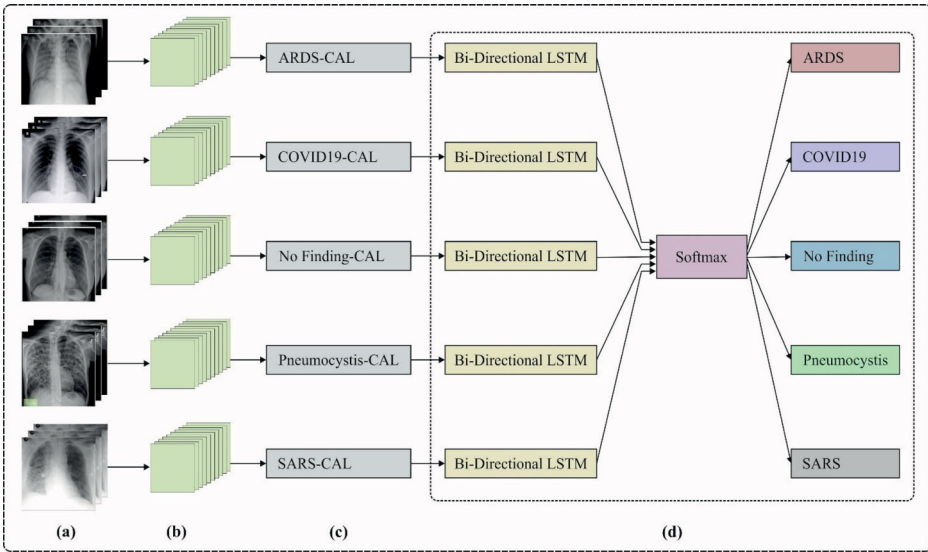 ARDS-CAL Bi-Directional LSTM ARDS
COVID19-CAL Bi-Directional LSTM COVID19
No Finding-CAL Bi-Directional LSTM Softmax No Finding
Pneumocystis-CAL Bi-Directional LSTM Pneumocystis
SARS-CAL Bi-Directional LSTM SARS
(a) (b) (c) (d)